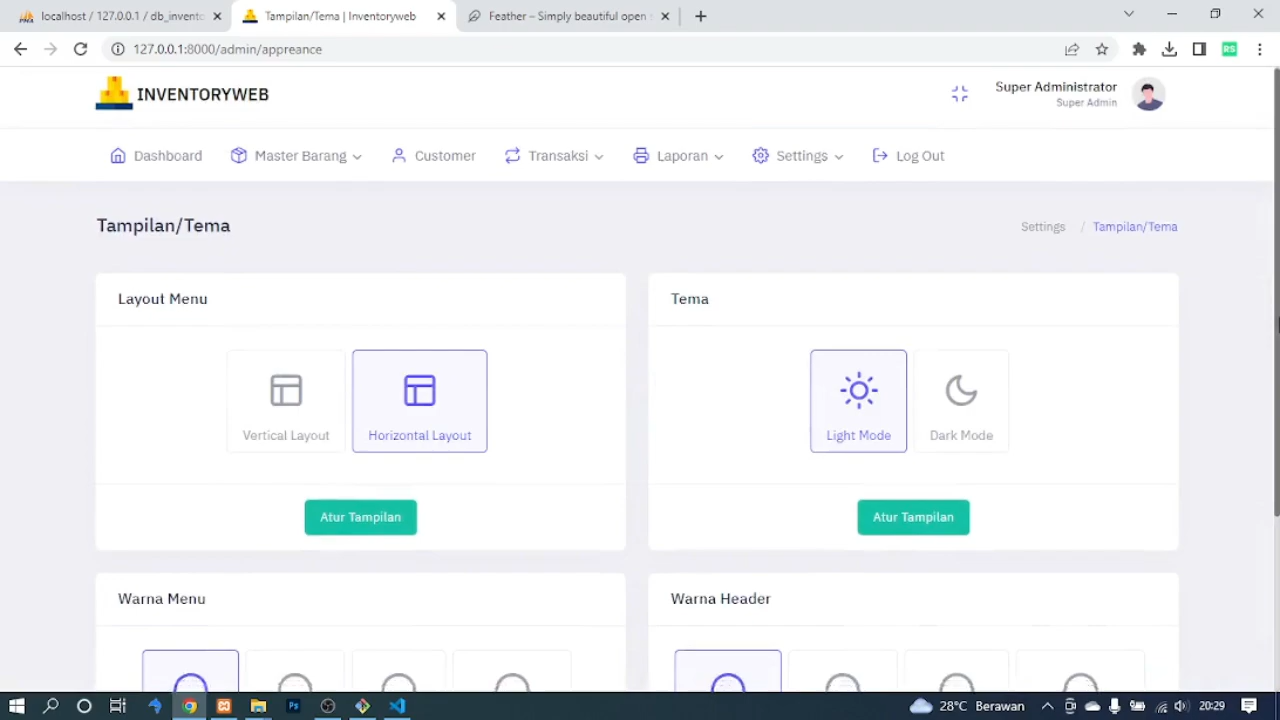 localhost / 127.0.0.1 / db_invento
Tampilan/Tema | Inventoryweb
Feather – Simply beautiful open s
127.0.0.1:8000/admin/appreance
RS
INVENTORYWEB
Super Administrator
Super Admin
Dashboard
Master Barang
Customer
Transaksi
Laporan
Settings
Log Out
Tampilan/Tema
Settings / Tampilan/Tema
Layout Menu
Vertical Layout
Horizontal Layout
Atur Tampilan
Tema
Light Mode
Dark Mode
Atur Tampilan
Warna Menu
Warna Header
Ps
28°C Berawan
20:29